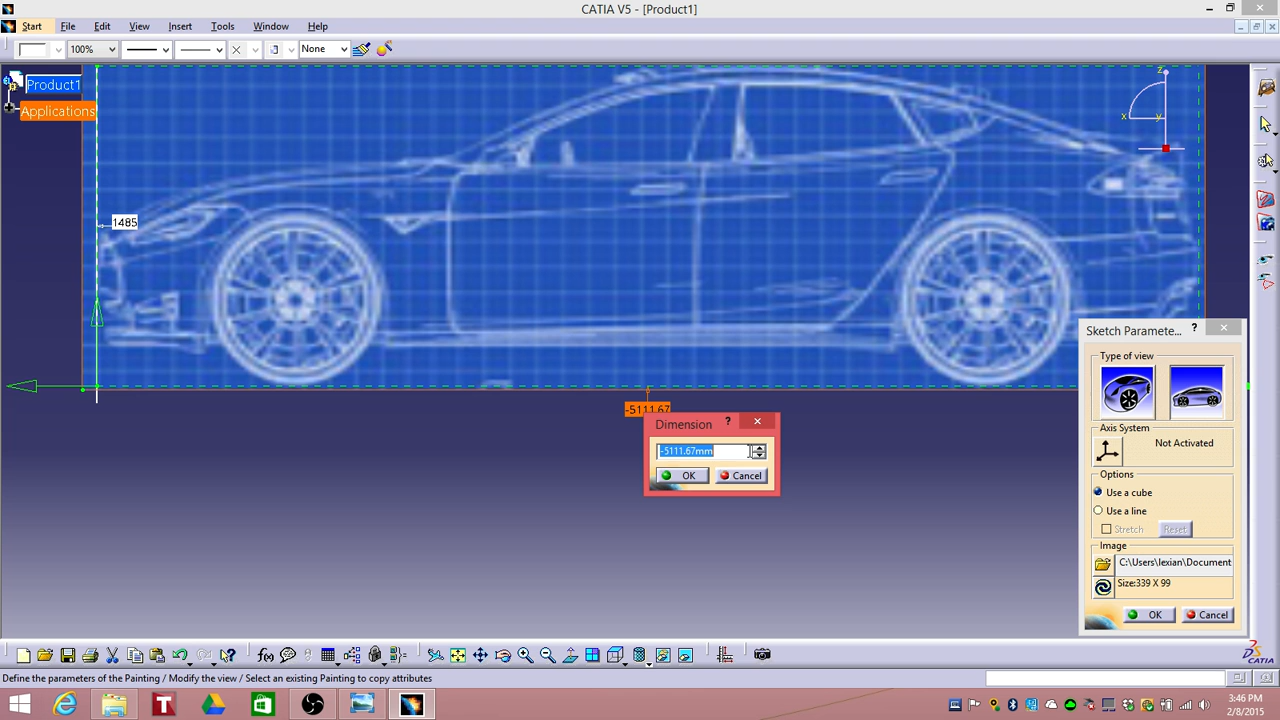 CATIA V5 - [Product1]
Start File Edit View Insert Tools Window Help
100% None
Product1
Applications
z
x y
1485
-5111.67
Dimension ?
-5111.67mm
OK Cancel
Sketch Parameter... ?
Type of view
Axis System
Not Activated
Options
Use a cube
Use a line
Stretch Reset
Image
C:\Users\lexian\Document
Size:339 X 99
OK Cancel
f(x)
DS CATIA
Define the parameters of the Painting / Modify the view / Select an existing Painting to copy attributes
T
3:46 PM
2/8/2015